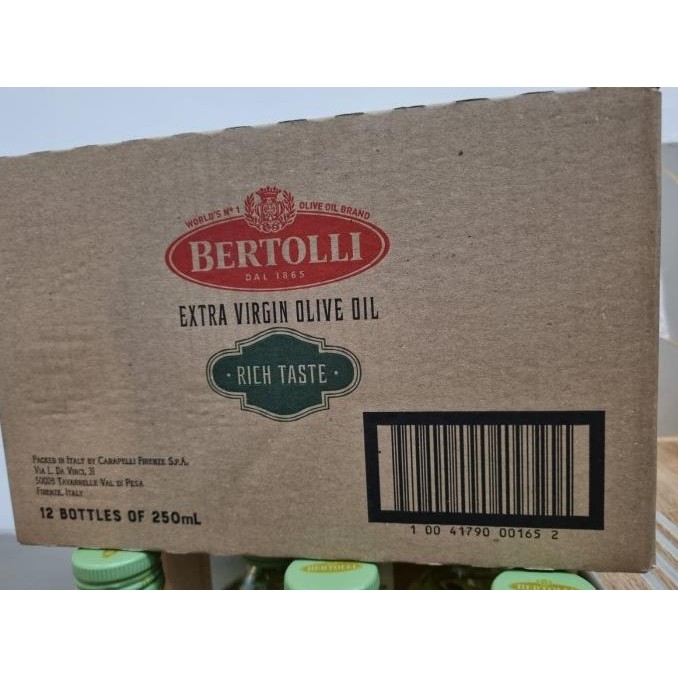 WORLD'S Nº1 OLIVE OIL BRAND
BERTOLLI
DAL 1865
EXTRA VIRGIN OLIVE OIL
· RICH TASTE ·
PACKED IN ITALY BY CARAPELLI FIRENZE S.P.A.
VIA L. DA VINCI, 31
50028 TAVARNELLE VAL DI PESA
FIRENZE, ITALY
12 BOTTLES OF 250mL
1 00 41790 00165 2
BERTOLLI
BERTOLLI